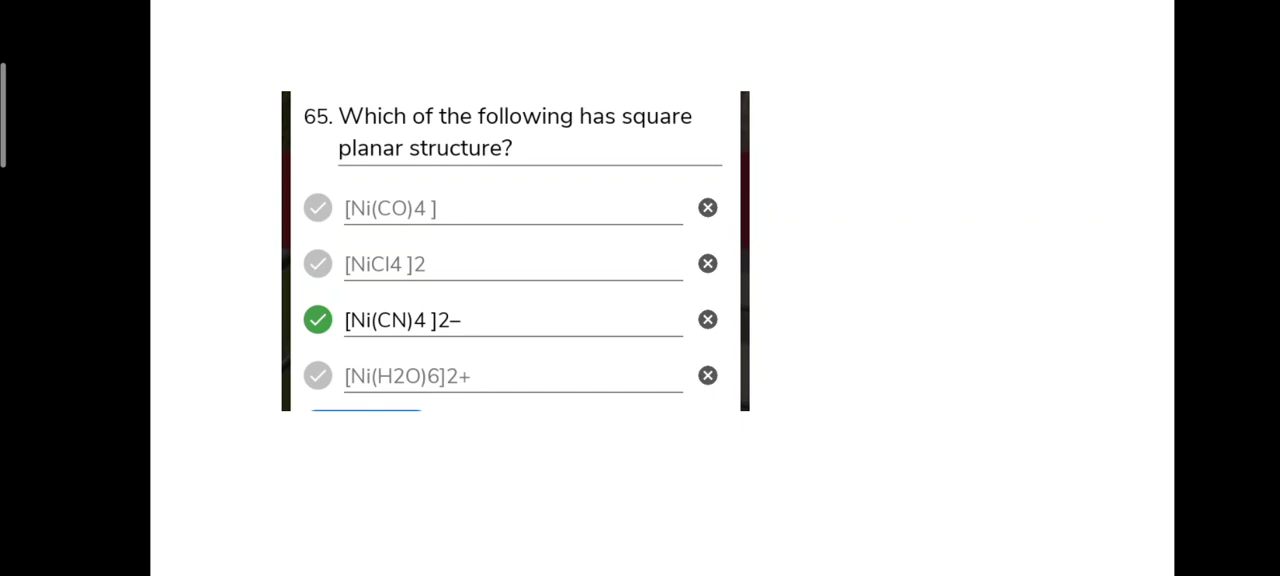 65. Which of the following has square
planar structure?
[Ni(CO)4 ]
[NiCl4 ]2
[Ni(CN)4 ]2–
[Ni(H2O)6]2+